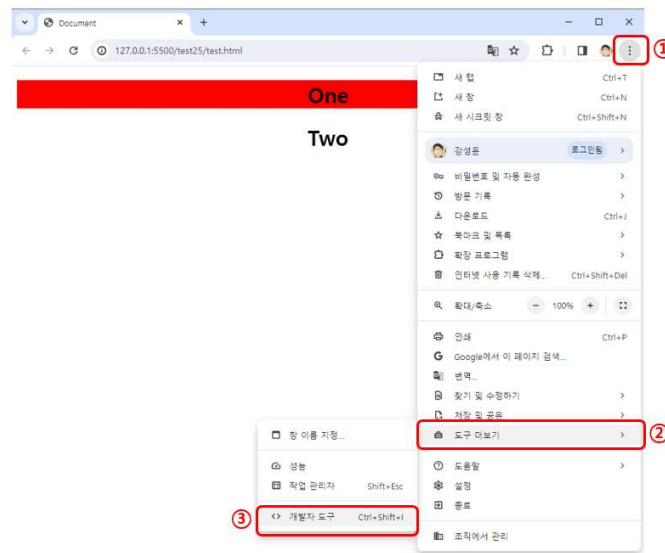 Document
127.0.0.1:5500/test25/test.html
①
One
Two
새 탭 Ctrl+T
새 창 Ctrl+N
새 시크릿 창 Ctrl+Shift+N
강성윤 로그인됨
비밀번호 및 자동 완성
방문 기록
다운로드 Ctrl+J
북마크 및 목록
확장 프로그램
인터넷 사용 기록 삭제... Ctrl+Shift+Del
확대/축소 - 100% +
인쇄 Ctrl+P
Google에서 이 페이지 검색...
번역...
찾기 및 수정하기
저장 및 공유
도구 더보기
②
창 이름 지정...
성능
작업 관리자 Shift+Esc
③
개발자 도구 Ctrl+Shift+I
도움말
설정
종료
조직에서 관리